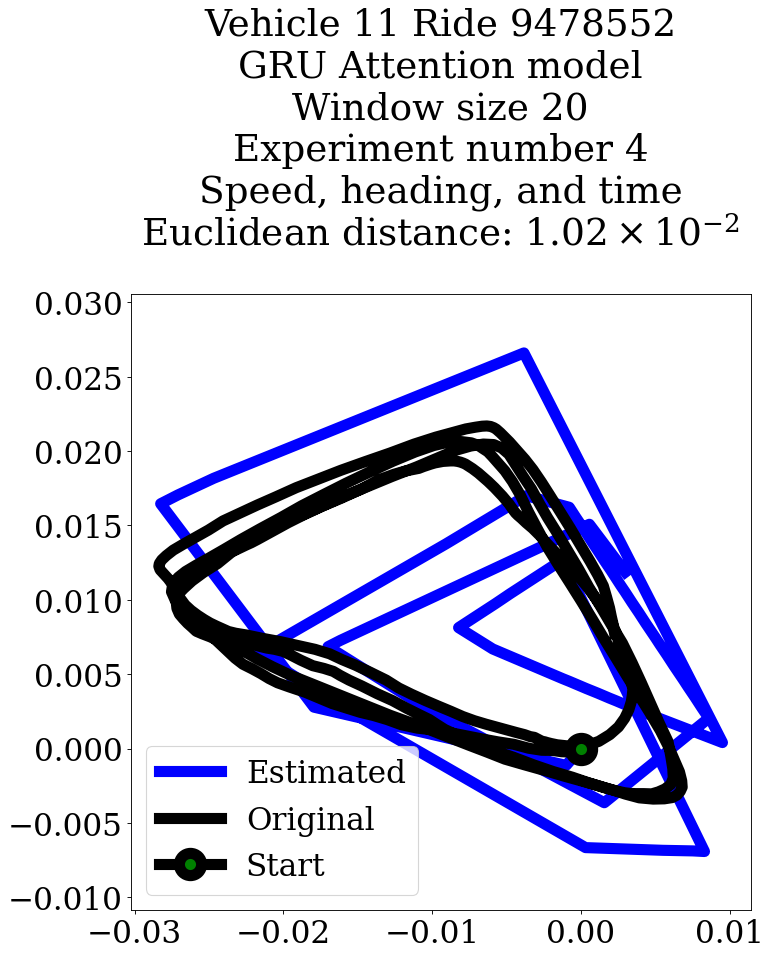 Vehicle 11 Ride 9478552
GRU Attention model
Window size 20
Experiment number 4
Speed, heading, and time
Euclidean distance: 1.02 × 10⁻²
0.030
0.025
0.020
0.015
0.010
0.005
0.000
−0.005
−0.010
Estimated
Original
Start
−0.03 −0.02 −0.01 0.00 0.01